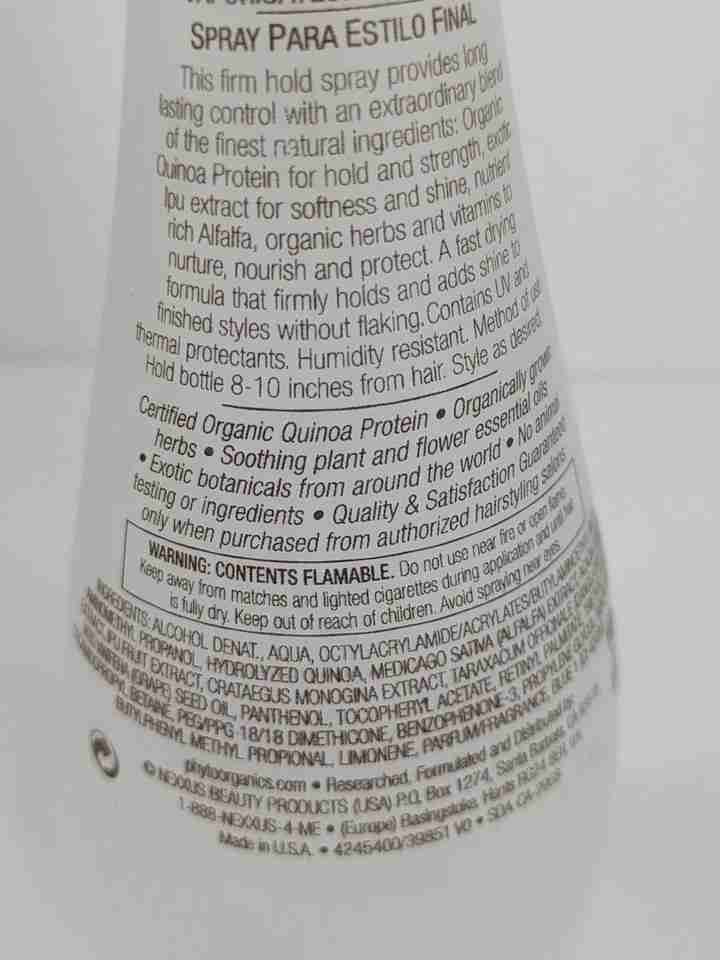 SPRAY PARA ESTILO FINAL
This firm hold spray provides long
lasting control with an extraordinary blend
of the finest natural ingredients: Organic
Quinoa Protein for hold and strength, exotic
Ipu extract for softness and shine, nutrient
rich Alfalfa, organic herbs and vitamins to
nurture, nourish and protect. A fast drying
formula that firmly holds and adds shine to
finished styles without flaking. Contains UV and
thermal protectants. Humidity resistant. Method of use:
Hold bottle 8-10 inches from hair. Style as desired.
Certified Organic Quinoa Protein • Organically grown
herbs • Soothing plant and flower essential oils
• Exotic botanicals from around the world • No animal
testing or ingredients • Quality & Satisfaction Guaranteed
only when purchased from authorized hairstyling salons.
WARNING: CONTENTS FLAMMABLE. Do not use near fire or open flame.
Keep away from matches and lighted cigarettes during application and until hair
is fully dry. Keep out of reach of children. Avoid spraying near eyes.
INGREDIENTS: ALCOHOL DENAT., AQUA, OCTYLACRYLAMIDE/ACRYLATES/BUTYLAMINOETHYL
AMINOMETHYL PROPANOL, HYDROLYZED QUINOA, MEDICAGO SATIVA (ALFALFA) EXTRACT,
IPU FRUIT EXTRACT, CRATAEGUS MONOGINA EXTRACT, TARAXACUM OFFICINALE
(GRAPE) SEED OIL, PANTHENOL, TOCOPHERYL ACETATE, RETINYL
BETAINE, PEG/PPG-18/18 DIMETHICONE, BENZOPHENONE-3, PROPYLENE
BUTYLPHENYL METHYL PROPIONAL, LIMONENE, PARFUM/FRAGRANCE, BLUE 1
phytoorganics.com • Researched, Formulated and Distributed by
© NEXXUS BEAUTY PRODUCTS (USA) P.O. Box 1274, Santa Barbara, CA
1-888-NEXXUS-4-ME • (Europe) Basingstoke, Hants RG24 8ER, UK
Made in U.S.A. • 4245400/39851 V0 • SDA